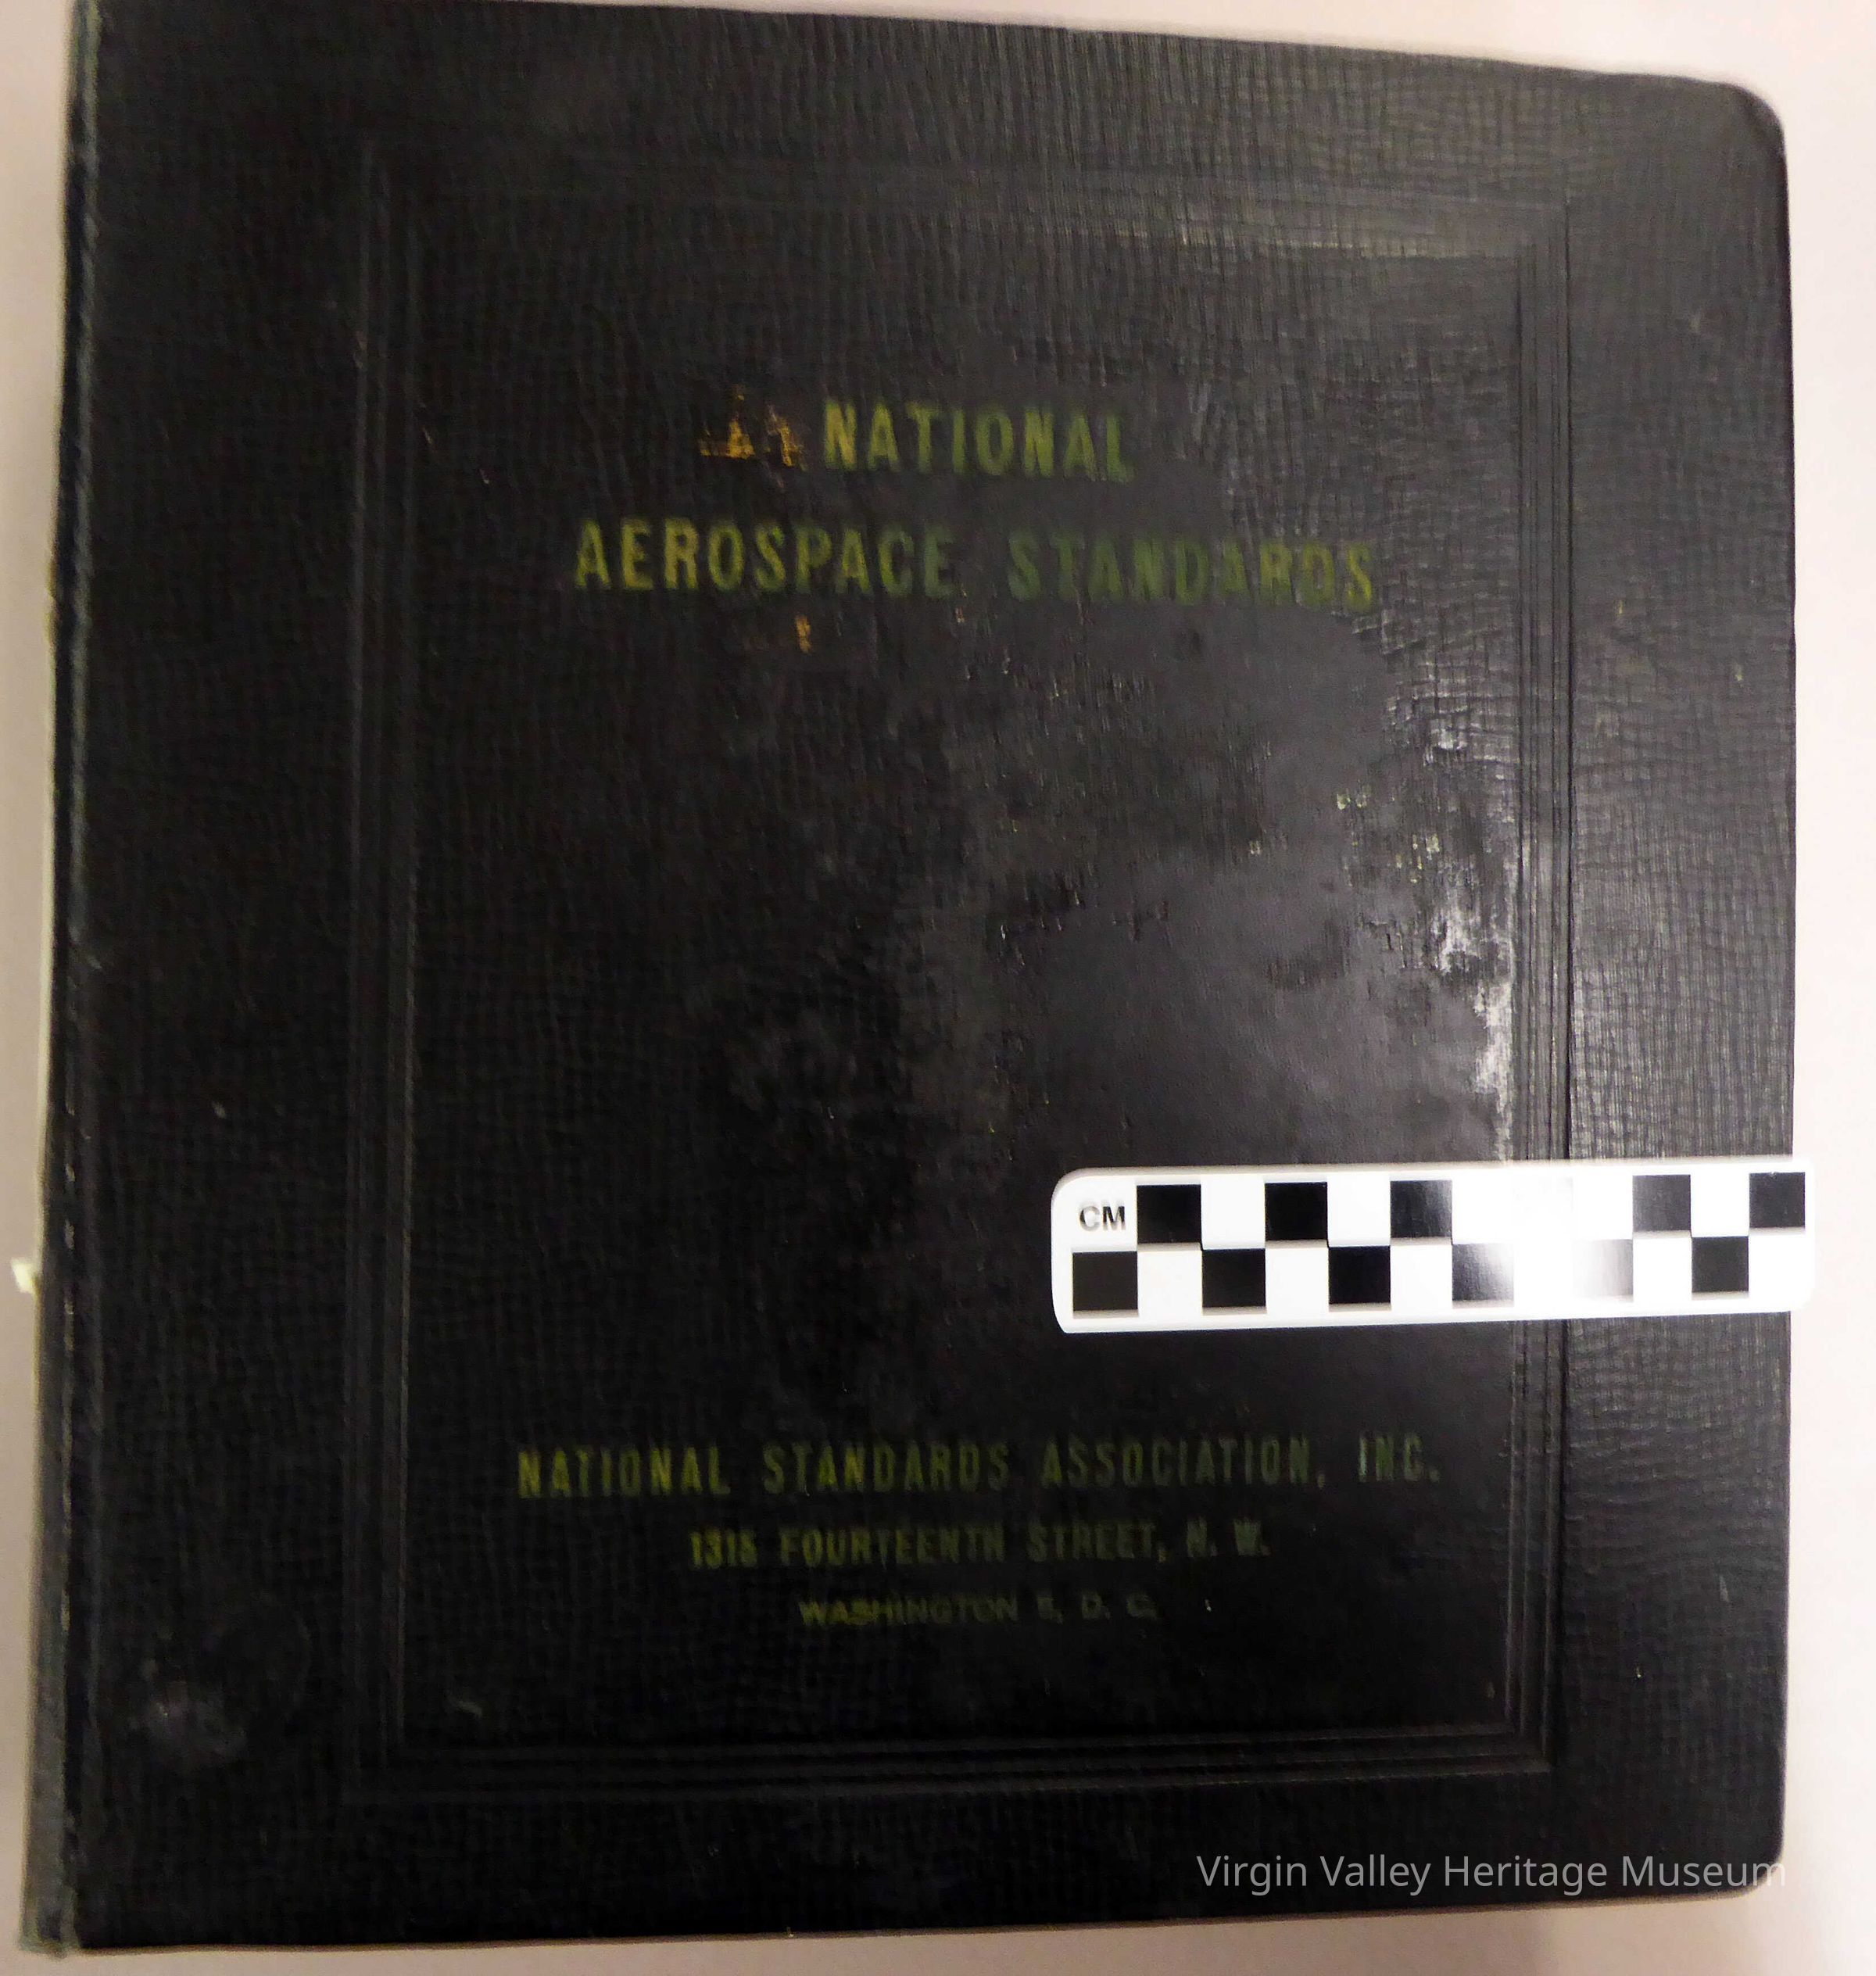 NATIONAL
AEROSPACE STANDARDS
CM
NATIONAL STANDARDS ASSOCIATION, INC.
1315 FOURTEENTH STREET, N. W.
WASHINGTON 5, D. C.
Virgin Valley Heritage Museum